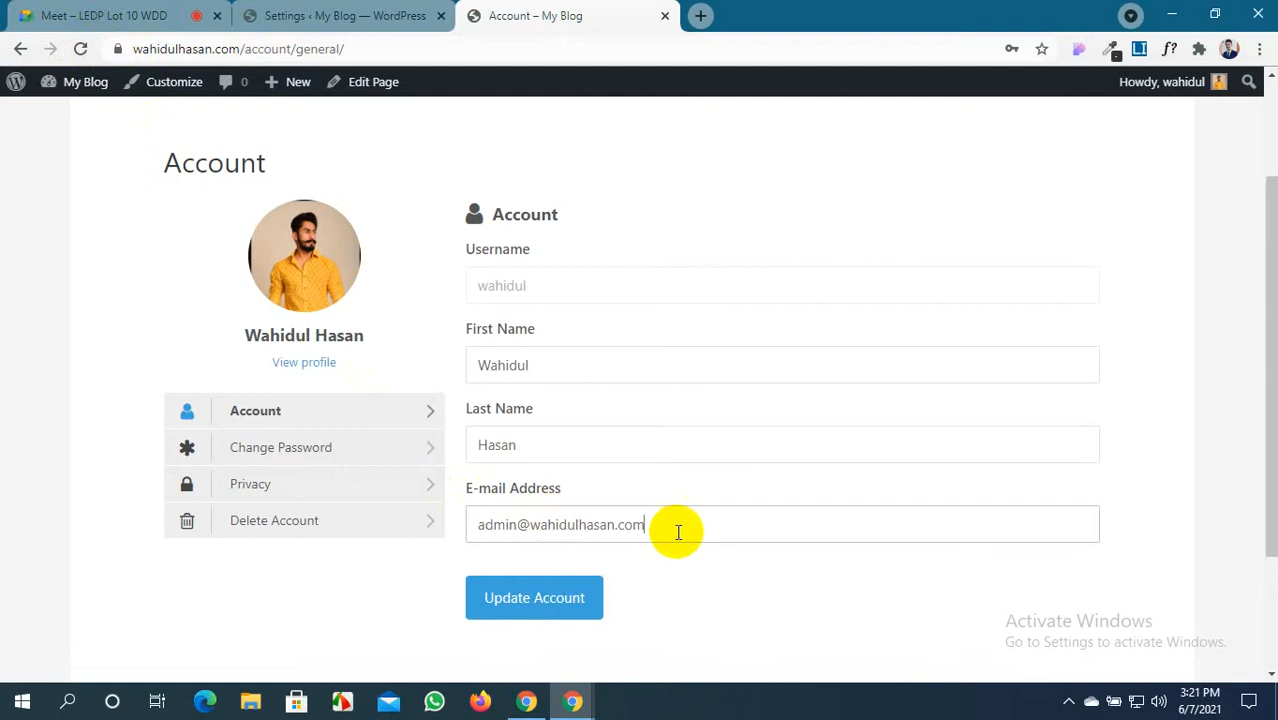 Meet – LEDP Lot 10 WDD
Settings ‹ My Blog — WordPress
Account – My Blog
wahidulhasan.com/account/general/
My Blog
Customize
0
New
Edit Page
Howdy, wahidul
Account
Wahidul Hasan
View profile
Account
Change Password
Privacy
Delete Account
Account
Username
wahidul
First Name
Wahidul
Last Name
Hasan
E-mail Address
admin@wahidulhasan.com
Update Account
Activate Windows
Go to Settings to activate Windows.
3:21 PM
6/7/2021